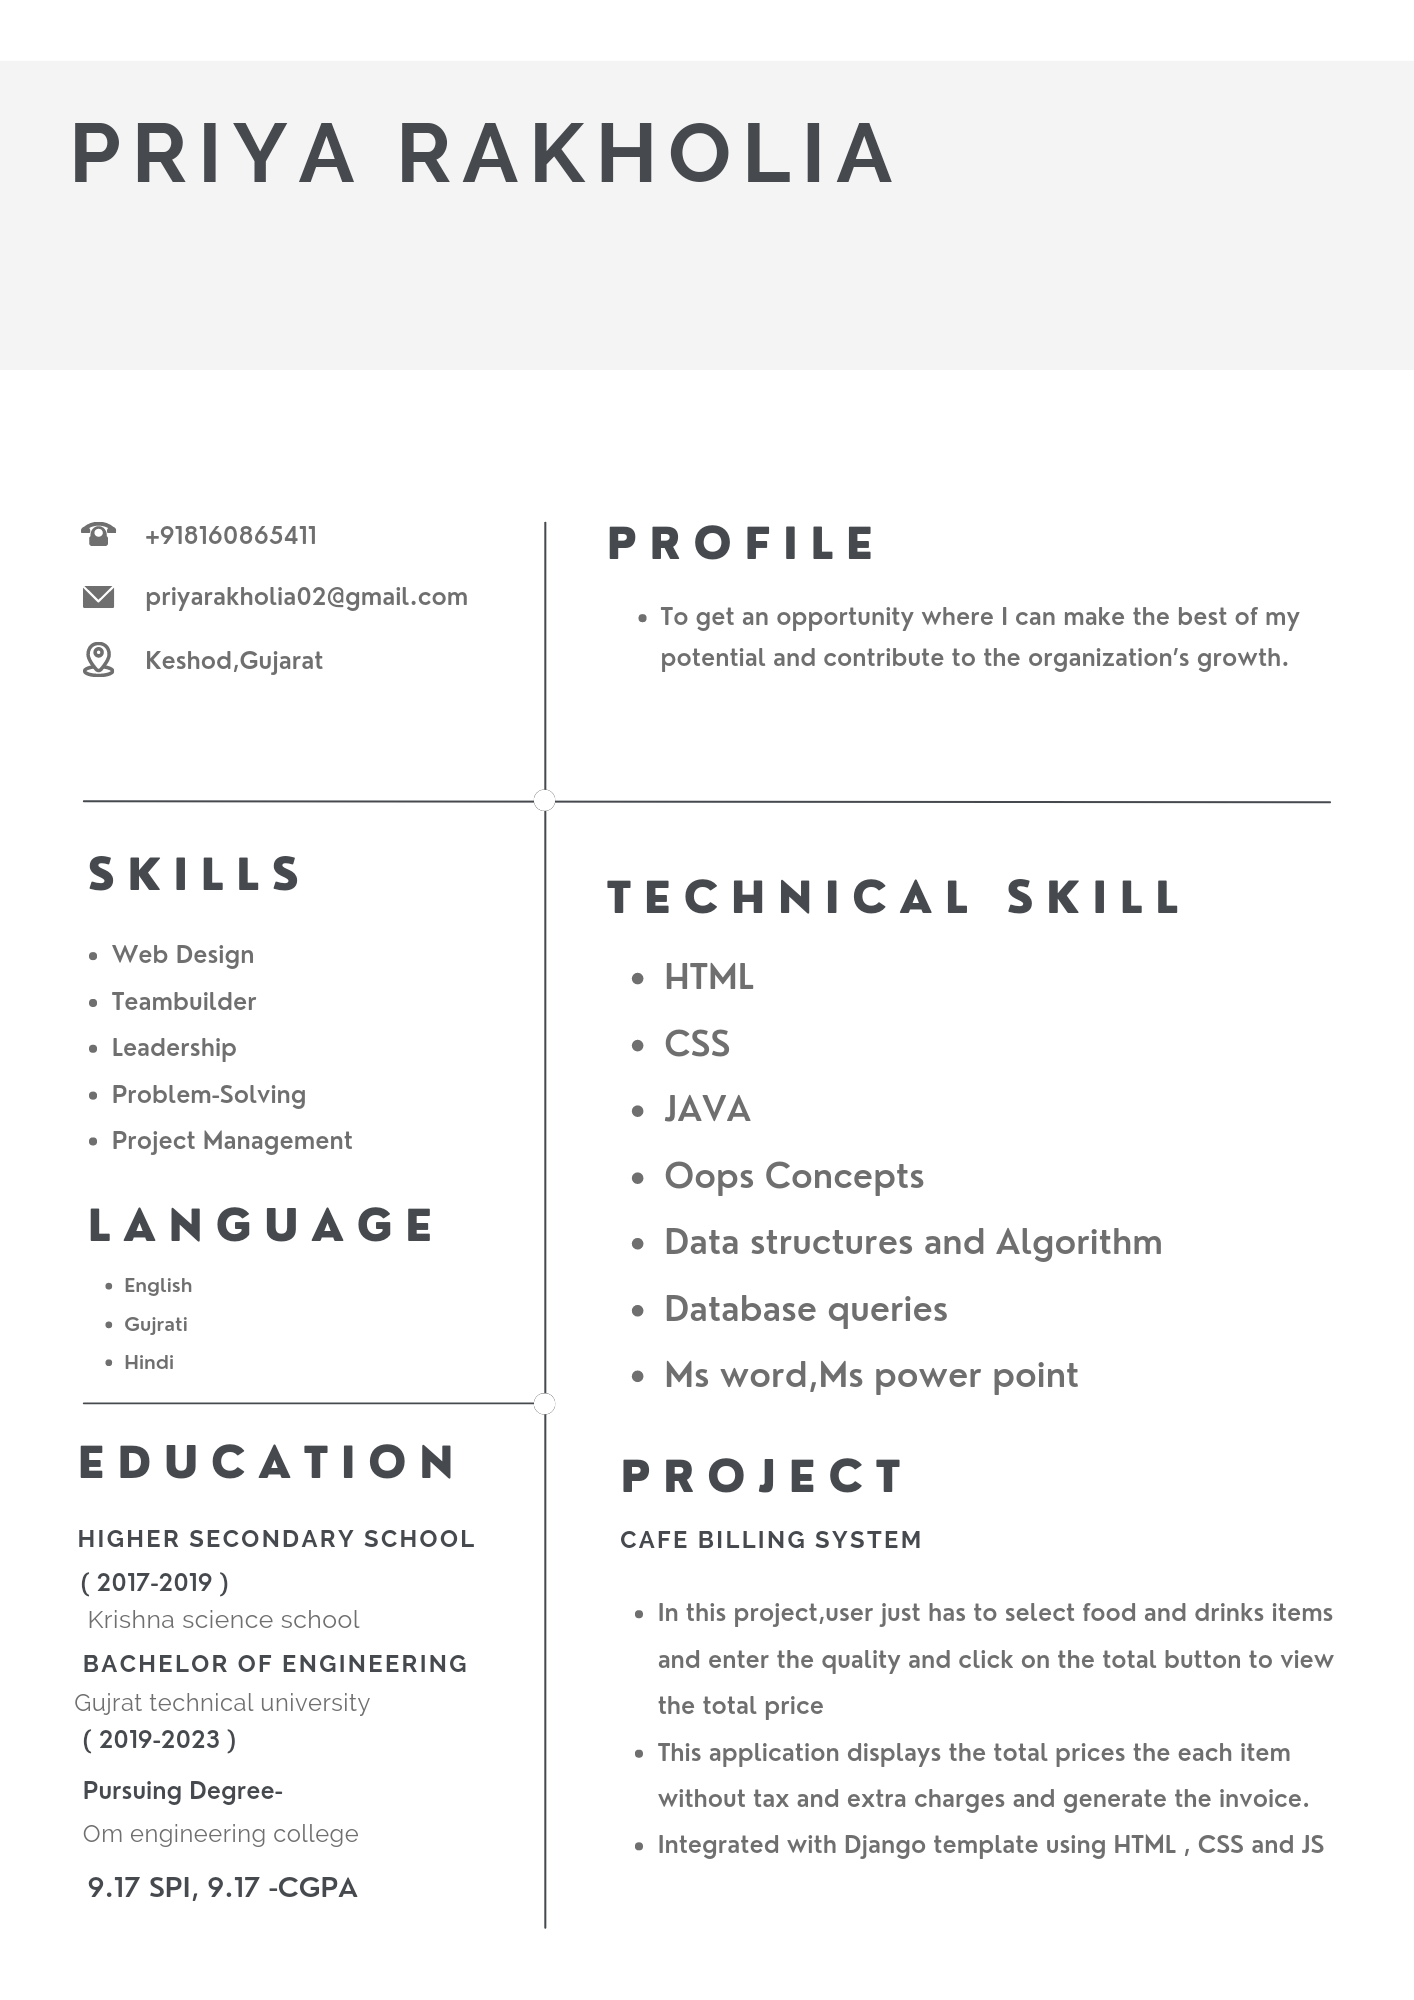 PRIYA RAKHOLIA
+918160865411
priyarakholia02@gmail.com
Keshod,Gujarat
PROFILE
To get an opportunity where I can make the best of my
potential and contribute to the organization's growth.
SKILLS
Web Design
Teambuilder
Leadership
Problem-Solving
Project Management
LANGUAGE
English
Gujrati
Hindi
EDUCATION
HIGHER SECONDARY SCHOOL
( 2017-2019 )
Krishna science school
BACHELOR OF ENGINEERING
Gujrat technical university
( 2019-2023 )
Pursuing Degree-
Om engineering college
9.17 SPI, 9.17 -CGPA
TECHNICAL SKILL
HTML
CSS
JAVA
Oops Concepts
Data structures and Algorithm
Database queries
Ms word,Ms power point
PROJECT
CAFE BILLING SYSTEM
In this project,user just has to select food and drinks items
and enter the quality and click on the total button to view
the total price
This application displays the total prices the each item
without tax and extra charges and generate the invoice.
Integrated with Django template using HTML , CSS and JS